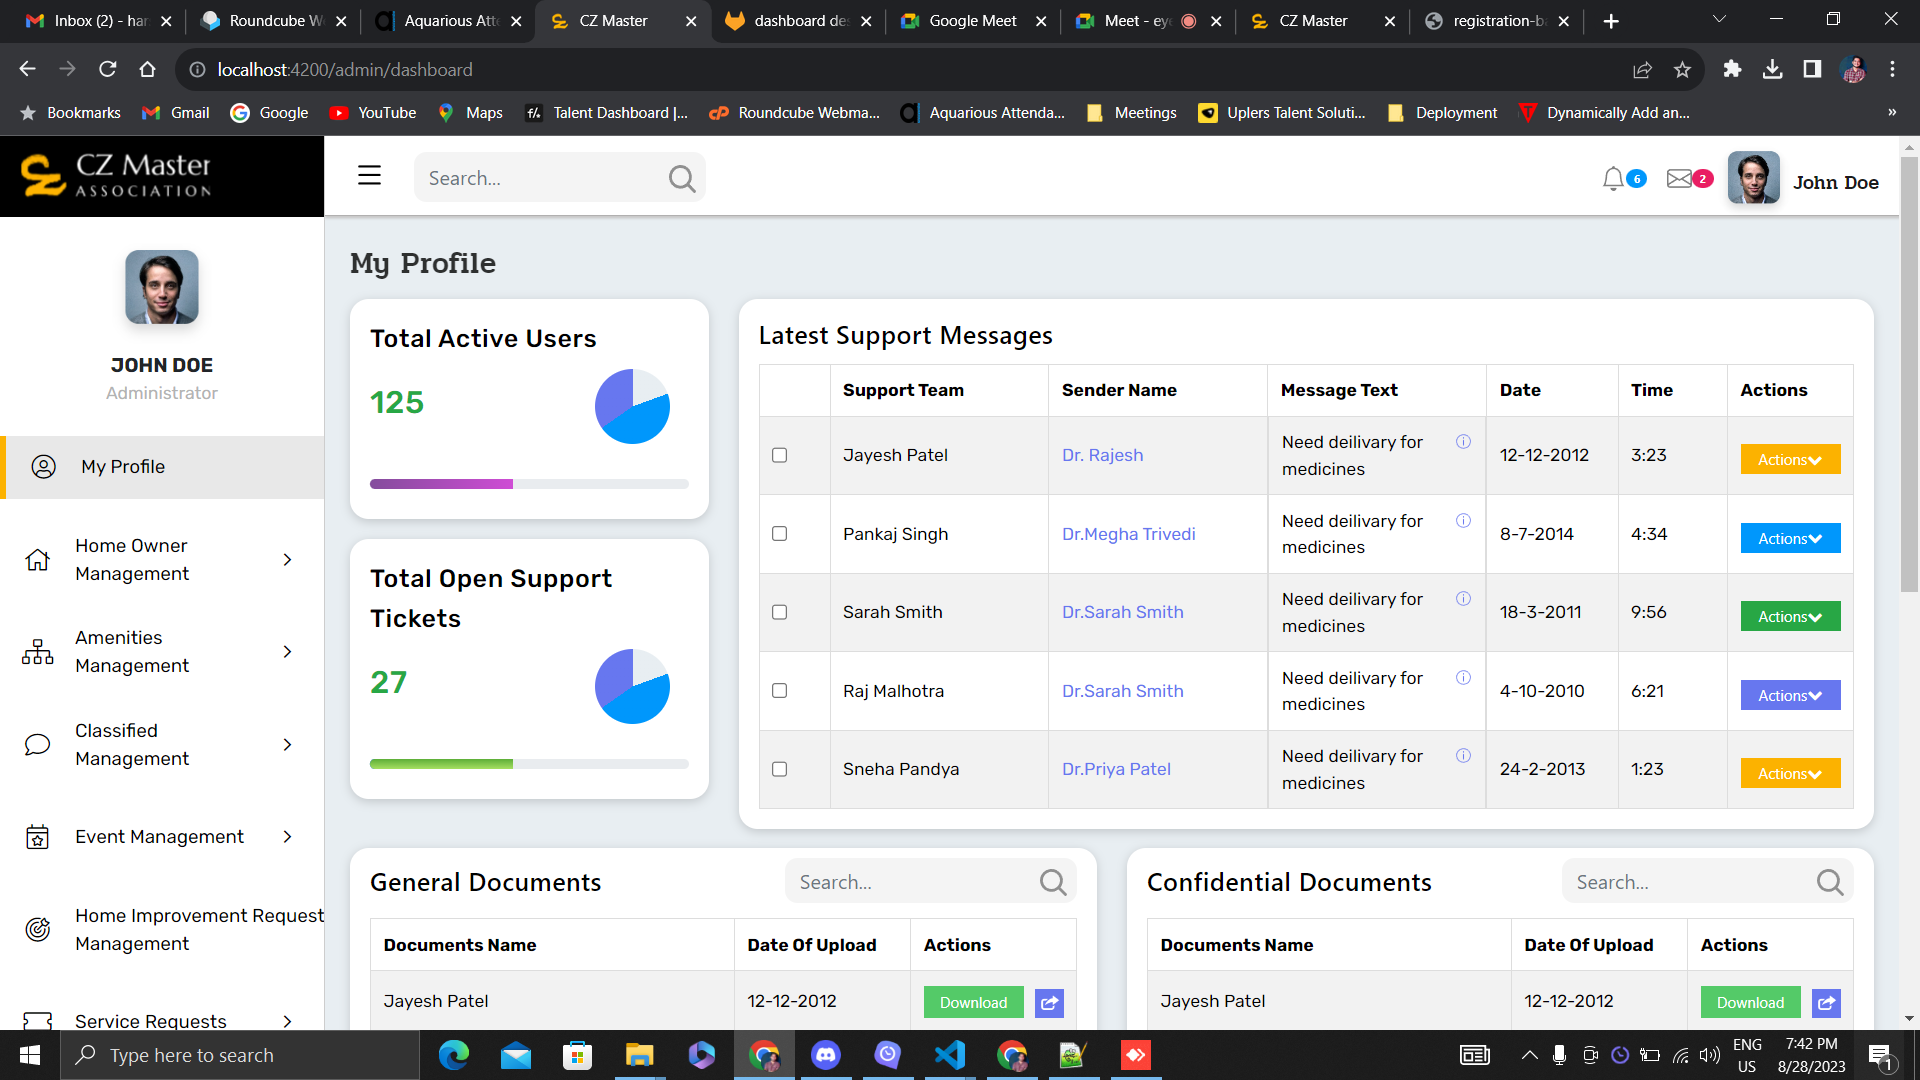 Inbox (2) - har
Roundcube W
Aquarious Atte
CZ Master
dashboard de
Google Meet
Meet - eye
CZ Master
registration-ba
localhost:4200/admin/dashboard
Bookmarks
Gmail
Google
YouTube
Maps
Talent Dashboard |...
Roundcube Webma...
Aquarious Attenda...
Meetings
Uplers Talent Soluti...
Deployment
Dynamically Add an...
»
CZ Master
ASSOCIATION
Search...
6
2
John Doe
JOHN DOE
Administrator
My Profile
Home Owner
Management
Amenities
Management
Classified
Management
Event Management
Home Improvement Request
Management
Service Requests
My Profile
Total Active Users
125
Total Open Support
Tickets
27
Latest Support Messages
Support Team Sender Name Message Text Date Time Actions
Jayesh Patel Dr. Rajesh Need deilivary for
medicines 12-12-2012 3:23 Actions
Pankaj Singh Dr.Megha Trivedi Need deilivary for
medicines 8-7-2014 4:34 Actions
Sarah Smith Dr.Sarah Smith Need deilivary for
medicines 18-3-2011 9:56 Actions
Raj Malhotra Dr.Sarah Smith Need deilivary for
medicines 4-10-2010 6:21 Actions
Sneha Pandya Dr.Priya Patel Need deilivary for
medicines 24-2-2013 1:23 Actions
General Documents
Search...
Documents Name Date Of Upload Actions
Jayesh Patel 12-12-2012 Download
Confidential Documents
Search...
Documents Name Date Of Upload Actions
Jayesh Patel 12-12-2012 Download
Type here to search
ENG
US
7:42 PM
8/28/2023
1